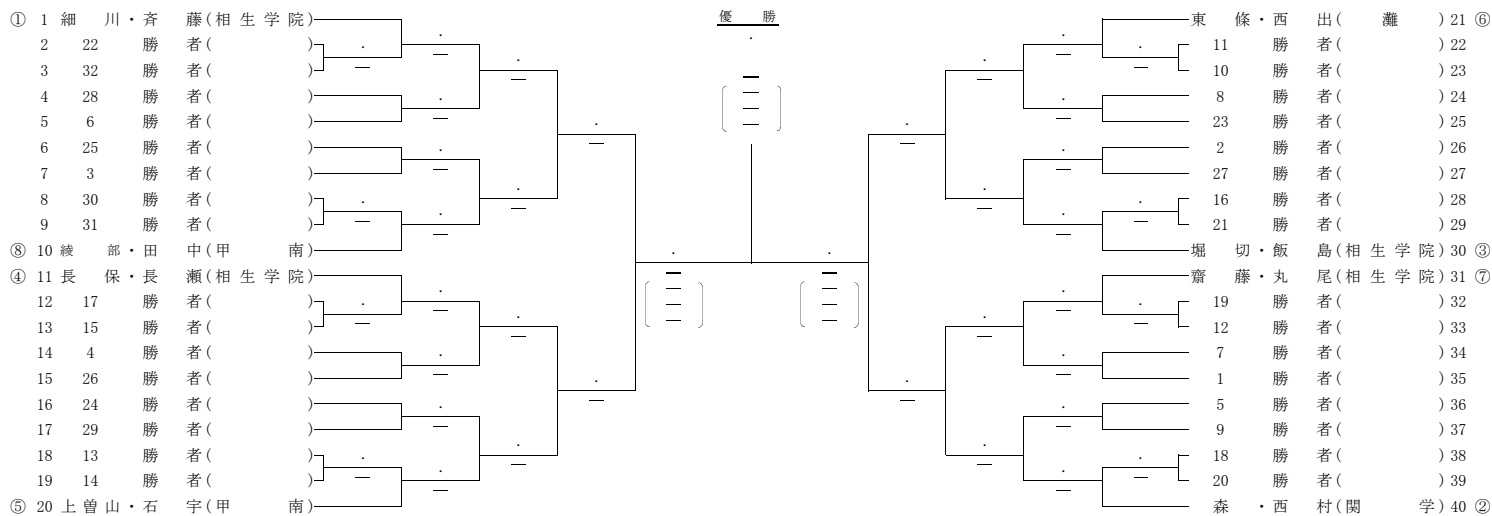 優 勝
① 1 細 川・斉 藤(相生学院)
2 22 勝 者( )
3 32 勝 者( )
4 28 勝 者( )
5 6 勝 者( )
6 25 勝 者( )
7 3 勝 者( )
8 30 勝 者( )
9 31 勝 者( )
⑧ 10 綾 部・田 中(甲 南)
④ 11 長 保・長 瀬(相生学院)
12 17 勝 者( )
13 15 勝 者( )
14 4 勝 者( )
15 26 勝 者( )
16 24 勝 者( )
17 29 勝 者( )
18 13 勝 者( )
19 14 勝 者( )
⑤ 20 上曽山・石 宇(甲 南)
東 條・西 出( 灘 )21 ⑥
11 勝 者( )22
10 勝 者( )23
8 勝 者( )24
23 勝 者( )25
2 勝 者( )26
27 勝 者( )27
16 勝 者( )28
21 勝 者( )29
堀 切・飯 島(相生学院)30 ③
齋 藤・丸 尾(相生学院)31 ⑦
19 勝 者( )32
12 勝 者( )33
7 勝 者( )34
1 勝 者( )35
5 勝 者( )36
9 勝 者( )37
18 勝 者( )38
20 勝 者( )39
森 ・西 村(関 学)40 ②